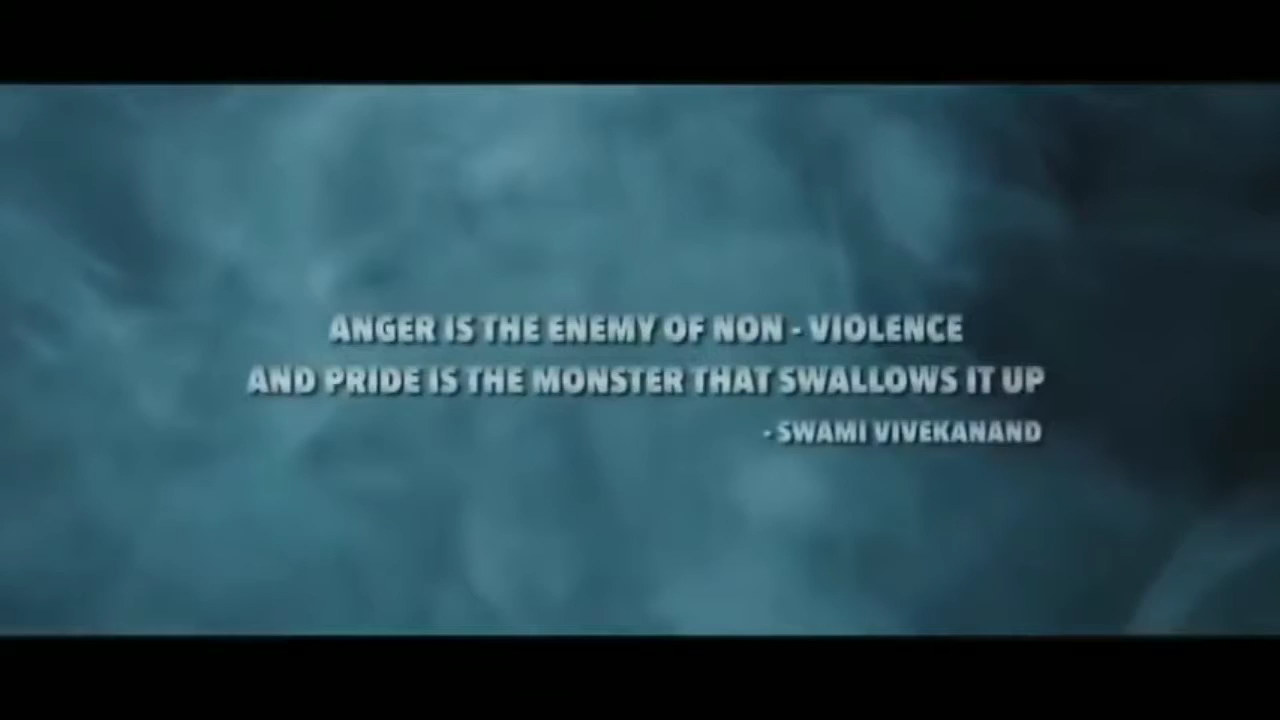 ANGER IS THE ENEMY OF NON - VIOLENCE
AND PRIDE IS THE MONSTER THAT SWALLOWS IT UP
- SWAMI VIVEKANAND